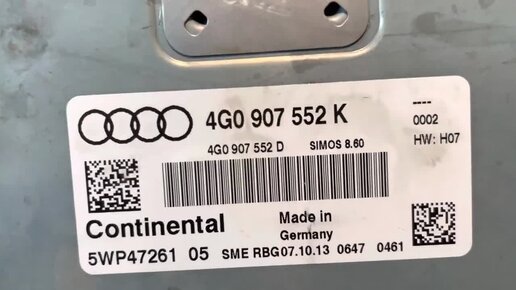 4G0 907 552 K
----
0002
4G0 907 552 D SIMOS 8.60
HW: H07
Continental
Made in
Germany
5WP47261 05 SME RBG07.10.13 0647 0461